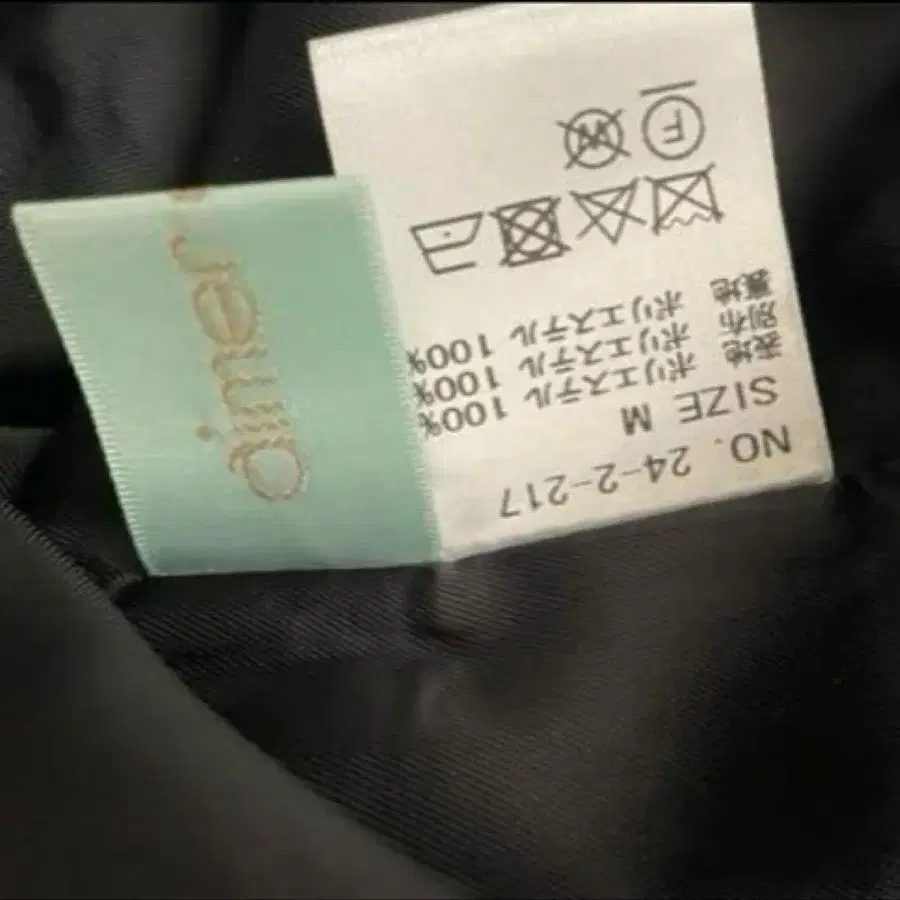 aimer
NO. 24-2-217
SIZE M
表地 ポリエステル 100%
別布 ポリエステル 100%
裏地 ポリエステル 100%
F W